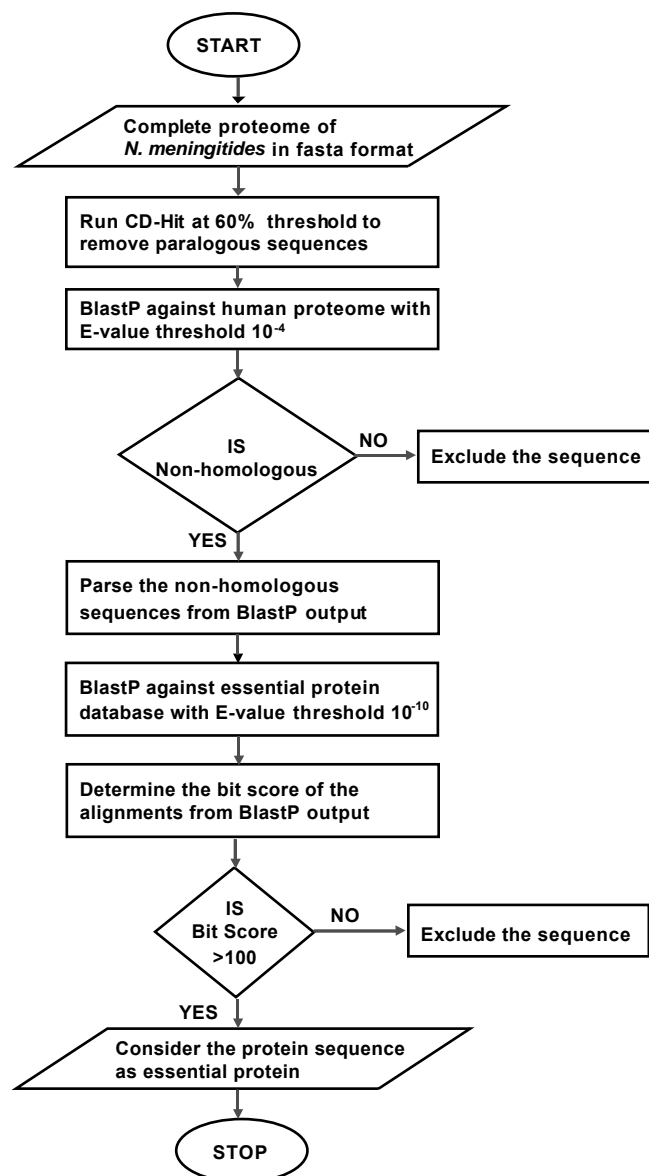 START
Complete proteome of
N. meningitides in fasta format
Run CD-Hit at 60% threshold to
remove paralogous sequences
BlastP against human proteome with
E-value threshold 10⁻⁴
IS
Non-homologous
NO
Exclude the sequence
YES
Parse the non-homologous
sequences from BlastP output
BlastP against essential protein
database with E-value threshold 10⁻¹⁰
Determine the bit score of the
alignments from BlastP output
IS
Bit Score
>100
NO
Exclude the sequence
YES
Consider the protein sequence
as essential protein
STOP